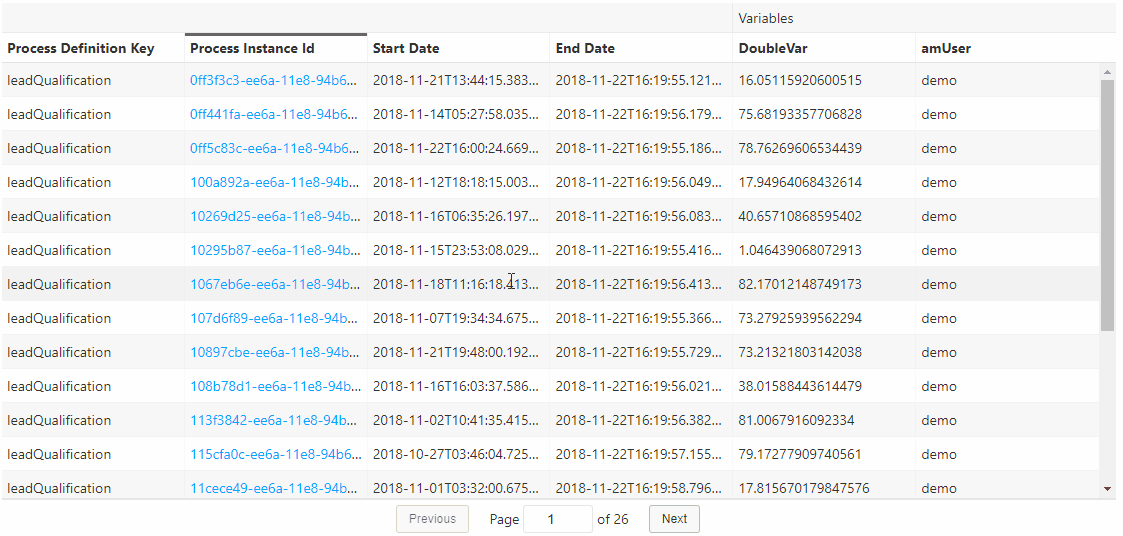 Variables
Process Definition Key Process Instance Id Start Date End Date DoubleVar amUser
leadQualification 0ff3f3c3-ee6a-11e8-94b6... 2018-11-21T13:44:15.383... 2018-11-22T16:19:55.121... 16.05115920600515 demo
leadQualification 0ff441fa-ee6a-11e8-94b6... 2018-11-14T05:27:58.035... 2018-11-22T16:19:56.179... 75.68193357706828 demo
leadQualification 0ff5c83c-ee6a-11e8-94b6... 2018-11-22T16:00:24.669... 2018-11-22T16:19:55.186... 78.76269606534439 demo
leadQualification 100a892a-ee6a-11e8-94b... 2018-11-12T18:18:15.003... 2018-11-22T16:19:56.049... 17.94964068432614 demo
leadQualification 10269d25-ee6a-11e8-94b... 2018-11-16T06:35:26.197... 2018-11-22T16:19:56.083... 40.65710868595402 demo
leadQualification 10295b87-ee6a-11e8-94b... 2018-11-15T23:53:08.029... 2018-11-22T16:19:55.416... 1.046439068072913 demo
leadQualification 1067eb6e-ee6a-11e8-94b... 2018-11-18T11:16:18.213... 2018-11-22T16:19:56.413... 82.17012148749173 demo
leadQualification 107d6f89-ee6a-11e8-94b... 2018-11-07T19:34:34.675... 2018-11-22T16:19:55.366... 73.27925939562294 demo
leadQualification 10897cbe-ee6a-11e8-94b... 2018-11-21T19:48:00.192... 2018-11-22T16:19:55.729... 73.21321803142038 demo
leadQualification 108b78d1-ee6a-11e8-94b... 2018-11-16T16:03:37.586... 2018-11-22T16:19:56.021... 38.01588443614479 demo
leadQualification 113f3842-ee6a-11e8-94b... 2018-11-02T10:41:35.415... 2018-11-22T16:19:56.382... 81.0067916092334 demo
leadQualification 115cfa0c-ee6a-11e8-94b6... 2018-10-27T03:46:04.725... 2018-11-22T16:19:57.155... 79.17277909740561 demo
leadQualification 11cece49-ee6a-11e8-94b... 2018-11-01T03:32:00.675... 2018-11-22T16:19:58.796... 17.815670179847576 demo
Previous Page 1 of 26 Next